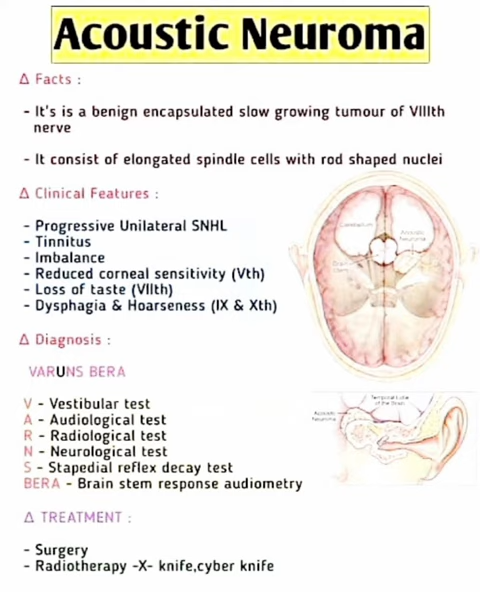 Acoustic Neuroma
Δ Facts :
- It's is a benign encapsulated slow growing tumour of VIIIth
nerve
- It consist of elongated spindle cells with rod shaped nuclei
Δ Clinical Features :
- Progressive Unilateral SNHL
- Tinnitus
- Imbalance
- Reduced corneal sensitivity (Vth)
- Loss of taste (VIIth)
- Dysphagia & Hoarseness (IX & Xth)
Cerebellum
Acoustic
Neuroma
Brain
Stem
Δ Diagnosis :
VARUNS BERA
V - Vestibular test
A - Audiological test
R - Radiological test
N - Neurological test
S - Stapedial reflex decay test
BERA - Brain stem response audiometry
Temporal Lobe
of the Brain
Acoustic
Neuroma
Δ TREATMENT :
- Surgery
- Radiotherapy -X- knife,cyber knife